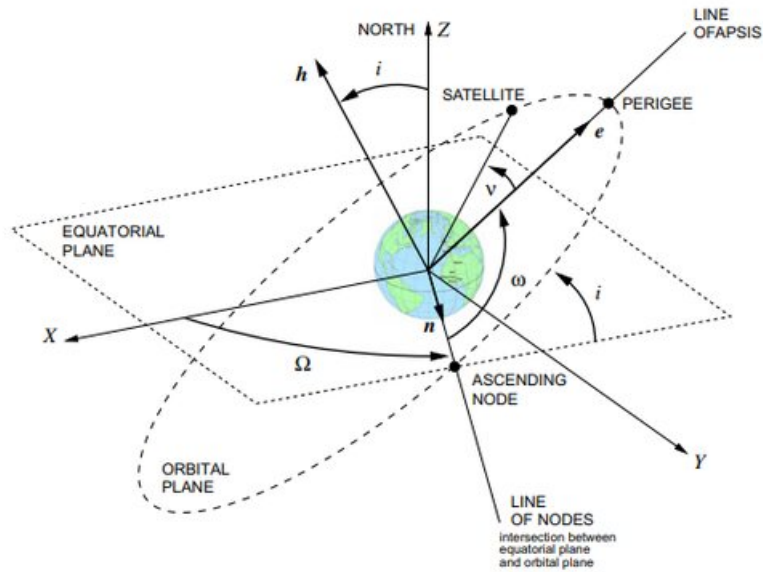 LINE
OFAPSIS
NORTH
Z
h
i
SATELLITE
PERIGEE
e
ν
EQUATORIAL
PLANE
ω
i
X
n
Ω
ASCENDING
NODE
ORBITAL
PLANE
Y
LINE
OF NODES
intersection between
equatorial plane
and orbital plane